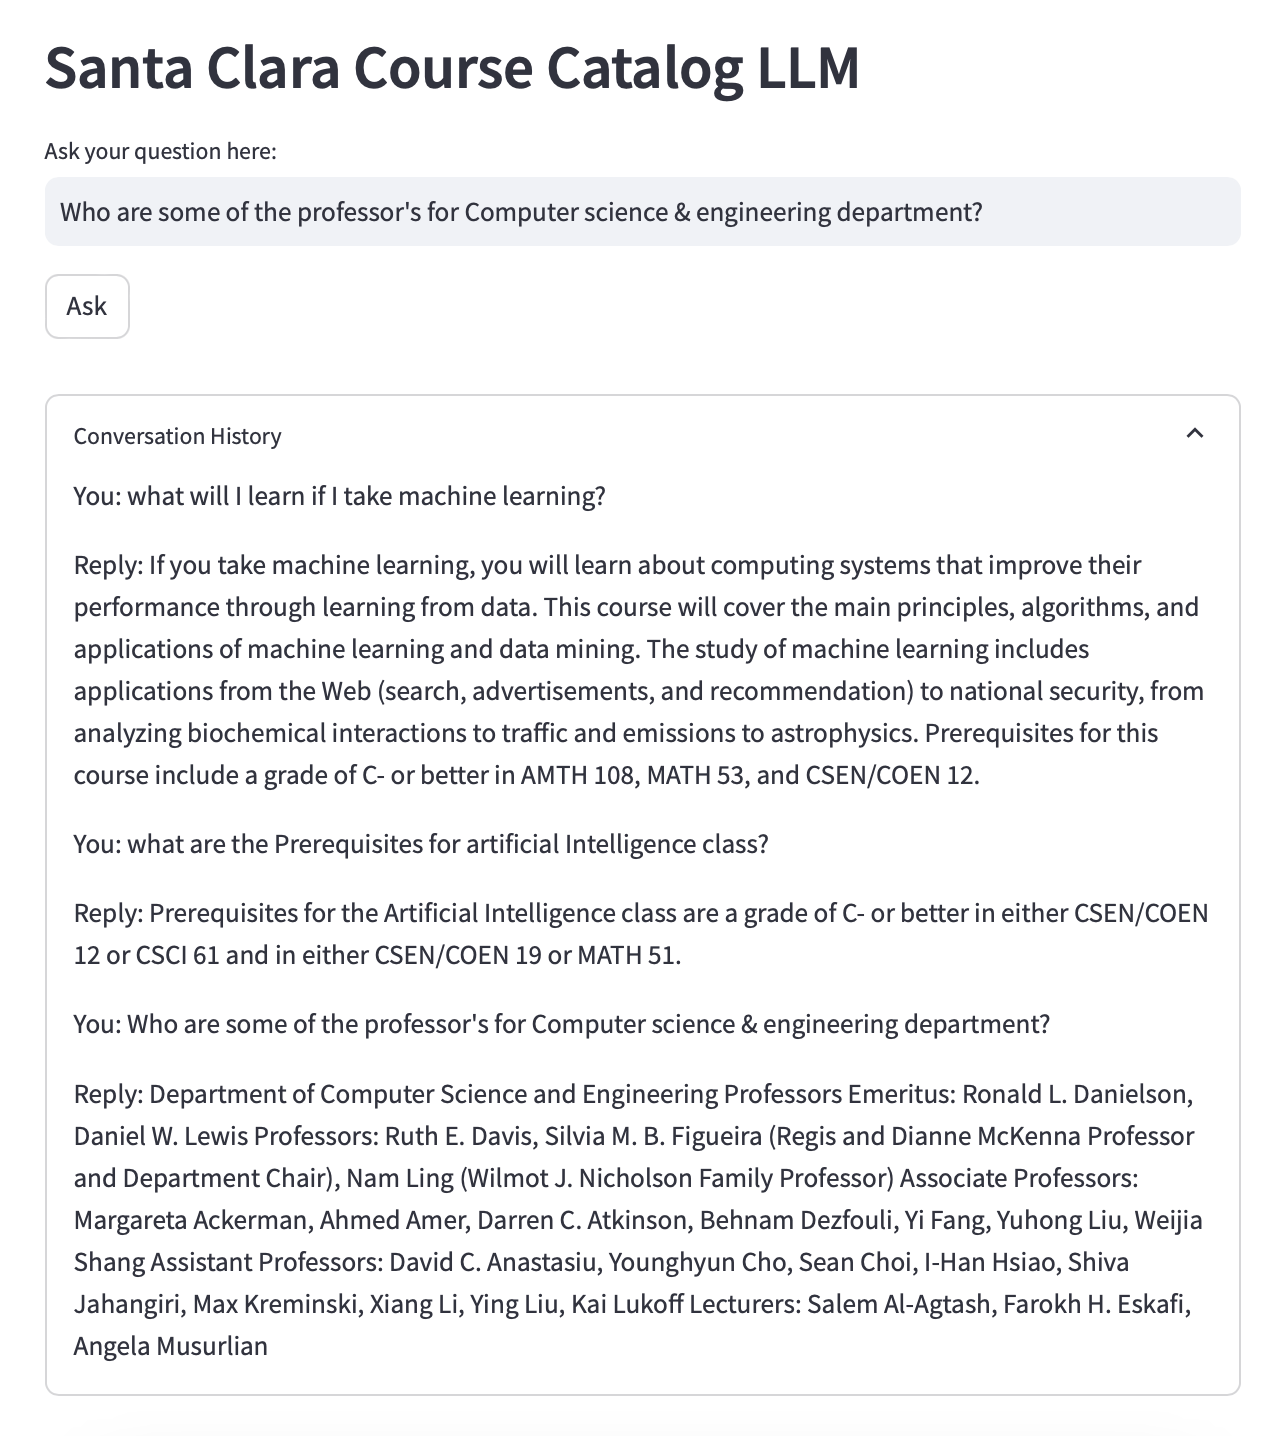 Santa Clara Course Catalog LLM
Ask your question here:
Who are some of the professor's for Computer science & engineering department?
Ask
Conversation History
You: what will I learn if I take machine learning?
Reply: If you take machine learning, you will learn about computing systems that improve their
performance through learning from data. This course will cover the main principles, algorithms, and
applications of machine learning and data mining. The study of machine learning includes
applications from the Web (search, advertisements, and recommendation) to national security, from
analyzing biochemical interactions to traffic and emissions to astrophysics. Prerequisites for this
course include a grade of C- or better in AMTH 108, MATH 53, and CSEN/COEN 12.
You: what are the Prerequisites for artificial Intelligence class?
Reply: Prerequisites for the Artificial Intelligence class are a grade of C- or better in either CSEN/COEN
12 or CSCI 61 and in either CSEN/COEN 19 or MATH 51.
You: Who are some of the professor's for Computer science & engineering department?
Reply: Department of Computer Science and Engineering Professors Emeritus: Ronald L. Danielson,
Daniel W. Lewis Professors: Ruth E. Davis, Silvia M. B. Figueira (Regis and Dianne McKenna Professor
and Department Chair), Nam Ling (Wilmot J. Nicholson Family Professor) Associate Professors:
Margareta Ackerman, Ahmed Amer, Darren C. Atkinson, Behnam Dezfouli, Yi Fang, Yuhong Liu, Weijia
Shang Assistant Professors: David C. Anastasiu, Younghyun Cho, Sean Choi, I-Han Hsiao, Shiva
Jahangiri, Max Kreminski, Xiang Li, Ying Liu, Kai Lukoff Lecturers: Salem Al-Agtash, Farokh H. Eskafi,
Angela Musurlian